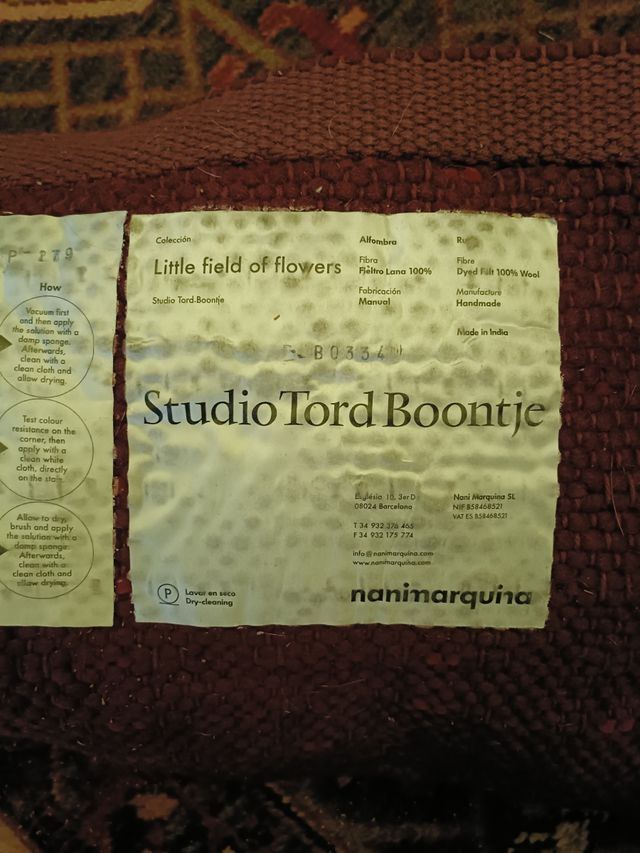 P-179
How
Vacuum first
and then apply
the solution with a
damp sponge.
Afterwards,
clean with a
clean cloth and
allow drying.
Test colour
resistance on the
corner, then
apply with a
clean white
cloth, directly
on the stain.
Allow to dry,
brush and apply
the solution with a
damp sponge.
Afterwards,
clean with a
clean cloth and
allow drying.
Colección
Little field of flowers
Studio Tord Boontje
Alfombra
Fibra
Fieltro Lana 100%
Fabricación
Manual
Rug
Fibre
Dyed Felt 100% Wool
Manufacture
Handmade
Made in India
B0334
Studio Tord Boontje
Església 10, 3er D
08024 Barcelona
T 34 932 376 465
F 34 932 175 774
info@nanimarquina.com
www.nanimarquina.com
Nani Marquina SL
NIF B58468521
VAT ES B58468521
P
Lavar en seco
Dry-cleaning
nanimarquina